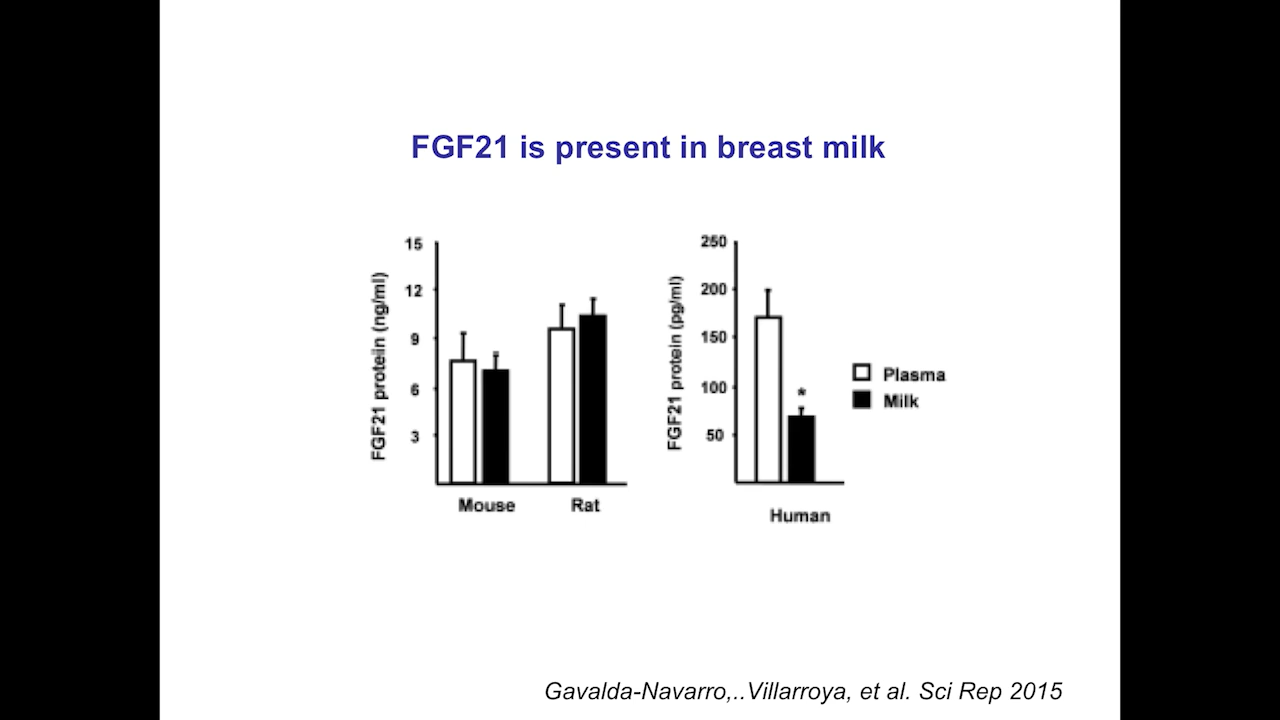 FGF21 is present in breast milk
FGF21 protein (ng/ml)
15
12
9
6
3
Mouse
Rat
FGF21 protein (pg/ml)
250
200
150
100
50
*
Human
Plasma
Milk
Gavalda-Navarro,..Villarroya, et al. Sci Rep 2015